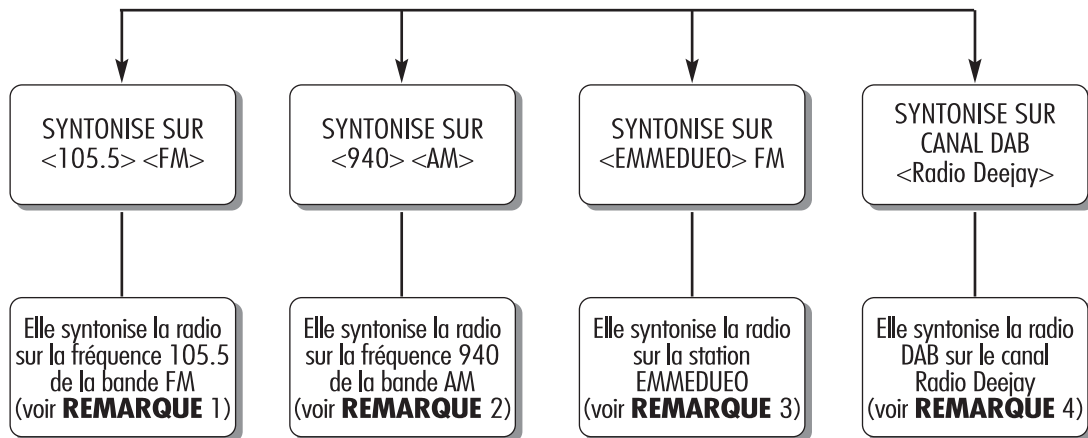 SYNTONISE SUR
<105.5> <FM>
SYNTONISE SUR
<940> <AM>
SYNTONISE SUR
<EMMEDUEO> FM
SYNTONISE SUR
CANAL DAB
<Radio Deejay>
Elle syntonise la radio
sur la fréquence 105.5
de la bande FM
(voir REMARQUE 1)
Elle syntonise la radio
sur la fréquence 940
de la bande AM
(voir REMARQUE 2)
Elle syntonise la radio
sur la station
EMMEDUEO
(voir REMARQUE 3)
Elle syntonise la radio
DAB sur le canal
Radio Deejay
(voir REMARQUE 4)